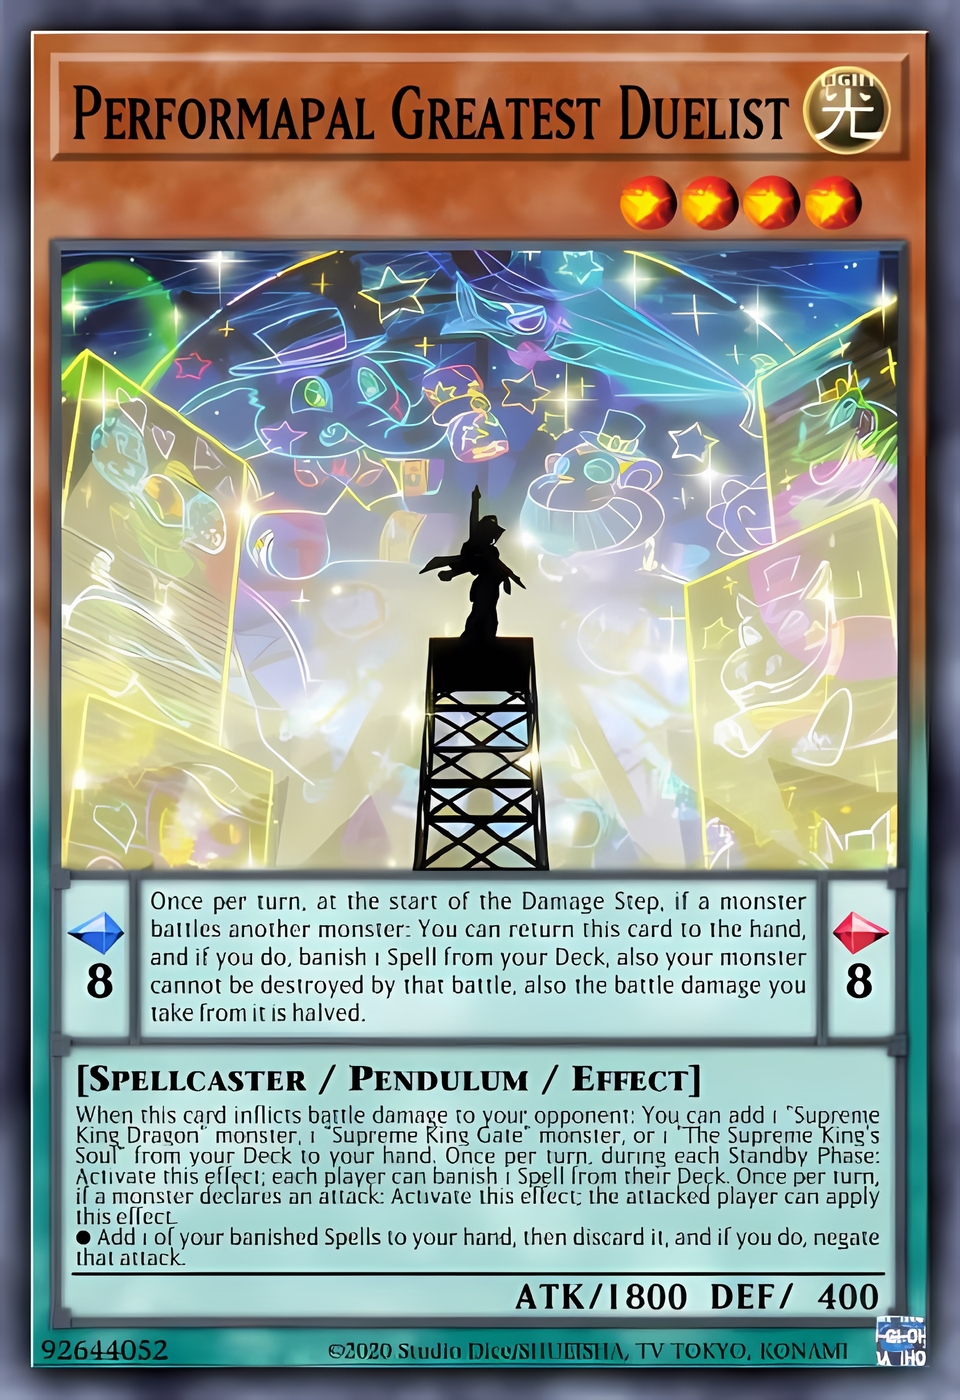 PERFORMAPAL GREATEST DUELIST
光
Once per turn, at the start of the Damage Step, if a monster
battles another monster: You can return this card to the hand,
and if you do, banish 1 Spell from your Deck, also your monster
cannot be destroyed by that battle, also the battle damage you
take from it is halved.
8
8
[SPELLCASTER / PENDULUM / EFFECT]
When this card inflicts battle damage to your opponent: You can add 1 "Supreme
King Dragon" monster, 1 "Supreme King Gate" monster, or 1 "The Supreme King's
Soul" from your Deck to your hand. Once per turn, during each Standby Phase:
Activate this effect; each player can banish 1 Spell from their Deck. Once per turn,
if a monster declares an attack: Activate this effect; the attacked player can apply
this effect.
● Add 1 of your banished Spells to your hand, then discard it, and if you do, negate
that attack.
ATK/1800 DEF/ 400
92644052
©2020 Studio Dice/SHUEISHA, TV TOKYO, KONAMI